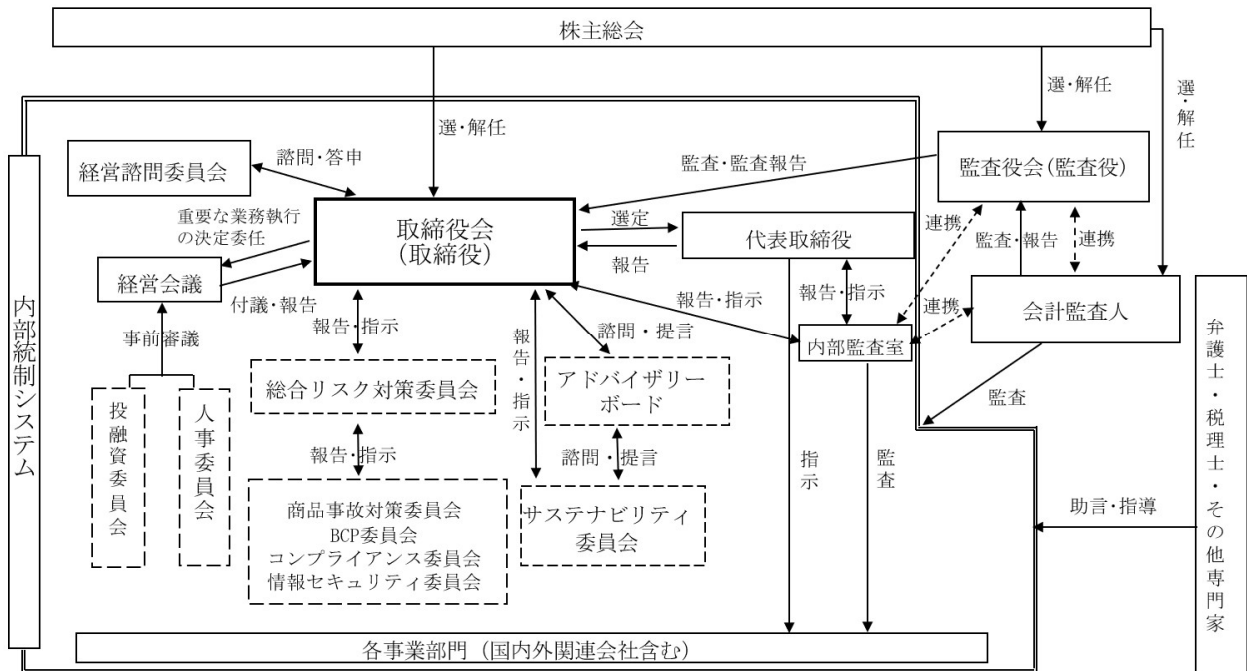 株主総会
選・解任
選・解任
選・解任
内部統制システム
経営諮問委員会
諮問・答申
監査・監査報告
監査役会(監査役)
重要な業務執行
の決定委任
取締役会
(取締役)
選定
報告
代表取締役
連携
監査・報告
連携
経営会議
付議・報告
報告・指示
報告・指示
連携
会計監査人
事前審議
報告・指示
報告・指示
諮問・提言
内部監査室
投融資委員会
人事委員会
総合リスク対策委員会
アドバイザリー
ボード
監査
報告・指示
諮問・提言
指示
監査
商品事故対策委員会
BCP委員会
コンプライアンス委員会
情報セキュリティ委員会
サステナビリティ
委員会
助言・指導
弁護士・税理士・その他専門家
各事業部門（国内外関連会社含む）